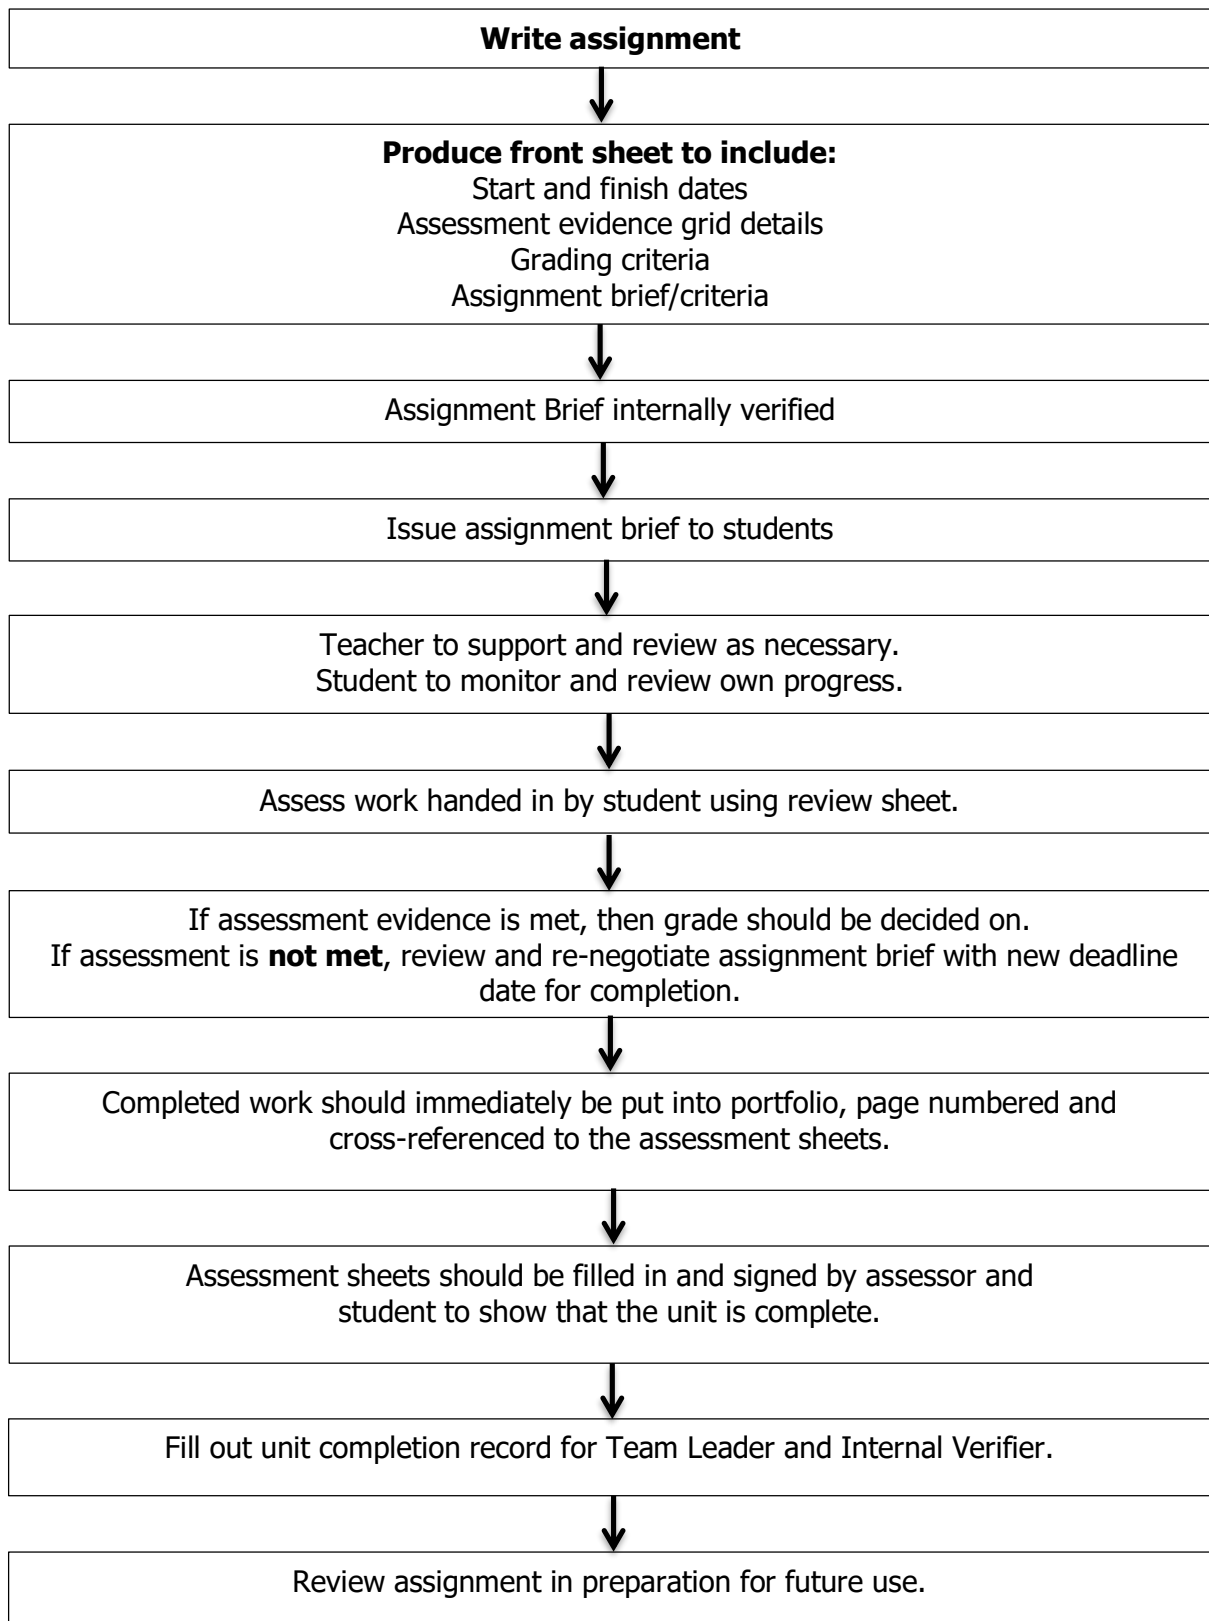 Write assignment
Produce front sheet to include:
Start and finish dates
Assessment evidence grid details
Grading criteria
Assignment brief/criteria
Assignment Brief internally verified
Issue assignment brief to students
Teacher to support and review as necessary.
Student to monitor and review own progress.
Assess work handed in by student using review sheet.
If assessment evidence is met, then grade should be decided on.
If assessment is not met, review and re-negotiate assignment brief with new deadline
date for completion.
Completed work should immediately be put into portfolio, page numbered and
cross-referenced to the assessment sheets.
Assessment sheets should be filled in and signed by assessor and
student to show that the unit is complete.
Fill out unit completion record for Team Leader and Internal Verifier.
Review assignment in preparation for future use.